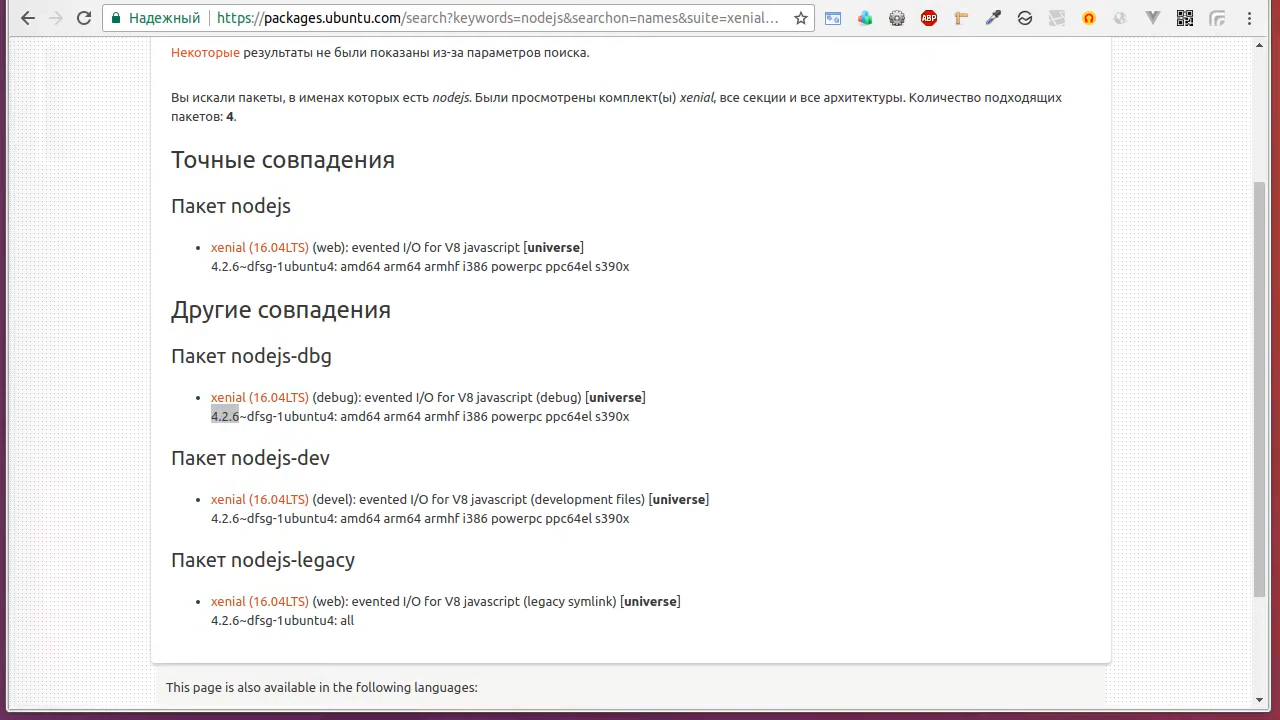 Надежный https://packages.ubuntu.com/search?keywords=nodejs&searchon=names&suite=xenial...
ABP
Некоторые результаты не были показаны из-за параметров поиска.
Вы искали пакеты, в именах которых есть nodejs. Были просмотрены комплект(ы) xenial, все секции и все архитектуры. Количество подходящих
пакетов: 4.
Точные совпадения
Пакет nodejs
xenial (16.04LTS) (web): evented I/O for V8 javascript [universe]
4.2.6~dfsg-1ubuntu4: amd64 arm64 armhf i386 powerpc ppc64el s390x
Другие совпадения
Пакет nodejs-dbg
xenial (16.04LTS) (debug): evented I/O for V8 javascript (debug) [universe]
4.2.6~dfsg-1ubuntu4: amd64 arm64 armhf i386 powerpc ppc64el s390x
Пакет nodejs-dev
xenial (16.04LTS) (devel): evented I/O for V8 javascript (development files) [universe]
4.2.6~dfsg-1ubuntu4: amd64 arm64 armhf i386 powerpc ppc64el s390x
Пакет nodejs-legacy
xenial (16.04LTS) (web): evented I/O for V8 javascript (legacy symlink) [universe]
4.2.6~dfsg-1ubuntu4: all
This page is also available in the following languages: